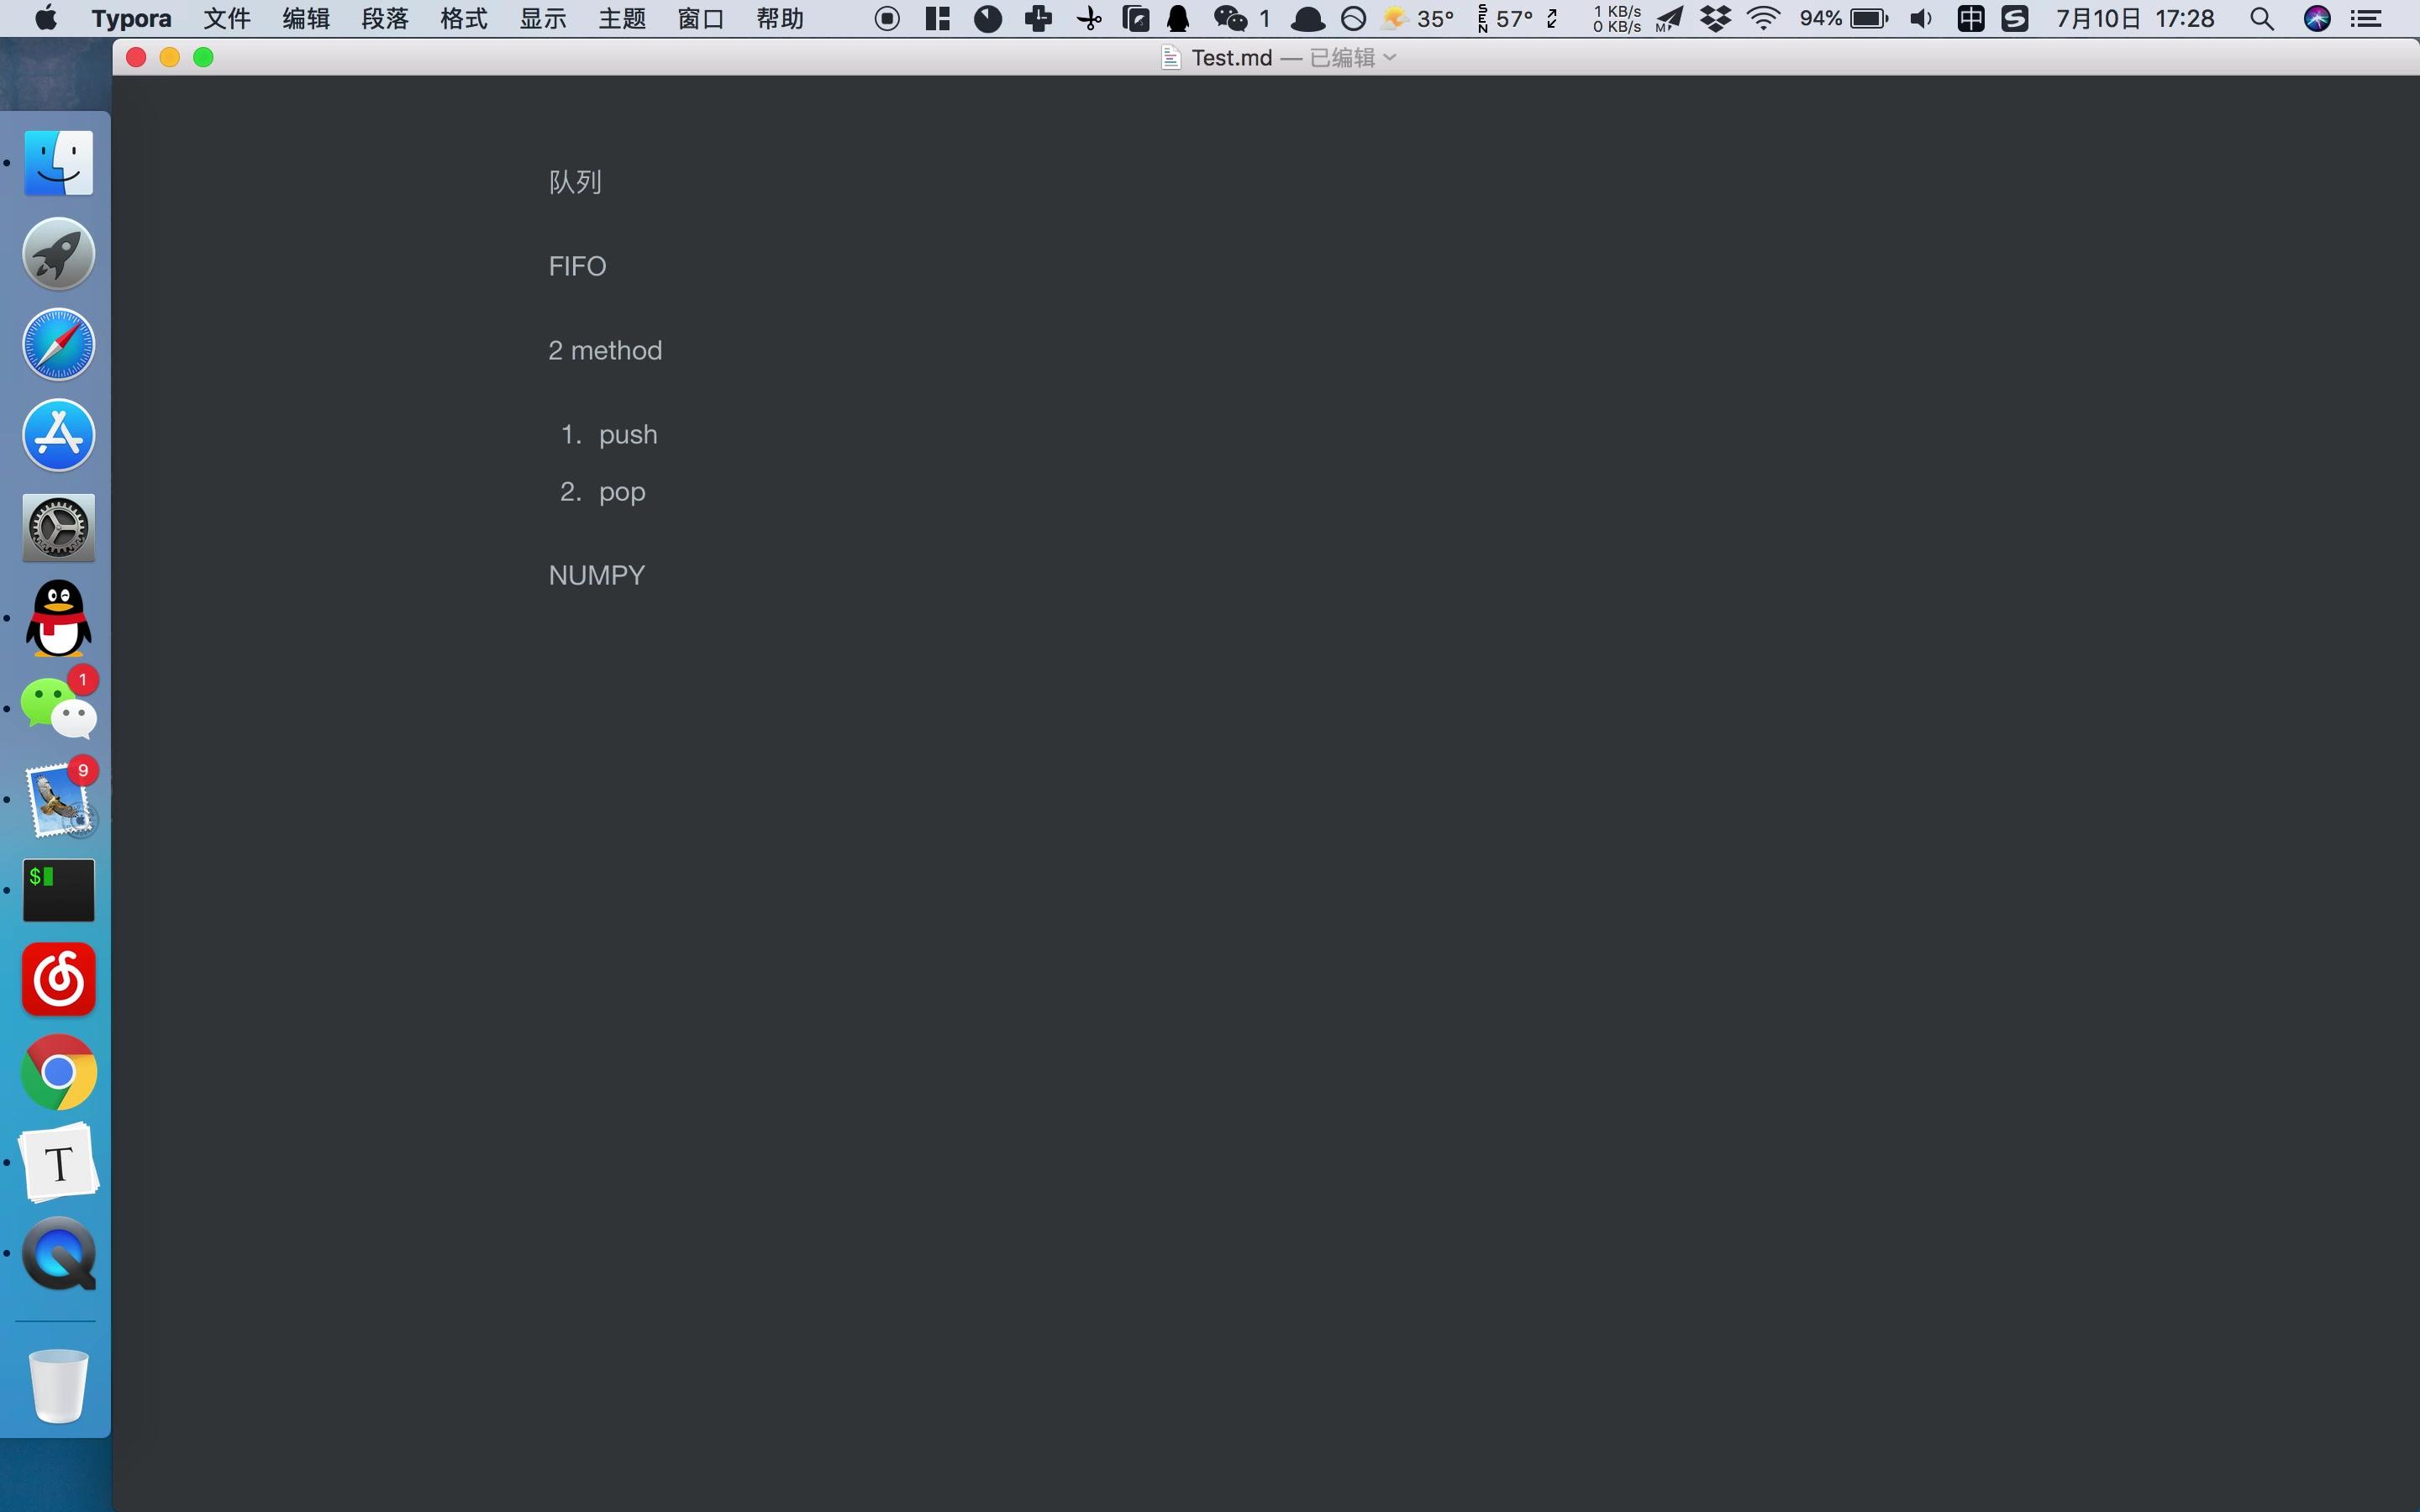 Typora 文件 编辑 段落 格式 显示 主题 窗口 帮助 1 35° SEN 57° 1 KB/s 0 KB/s 94% 中 S 7月10日 17:28
Test.md — 已编辑
队列
FIFO
2 method
1. push
2. pop
NUMPY
1
9
$
T